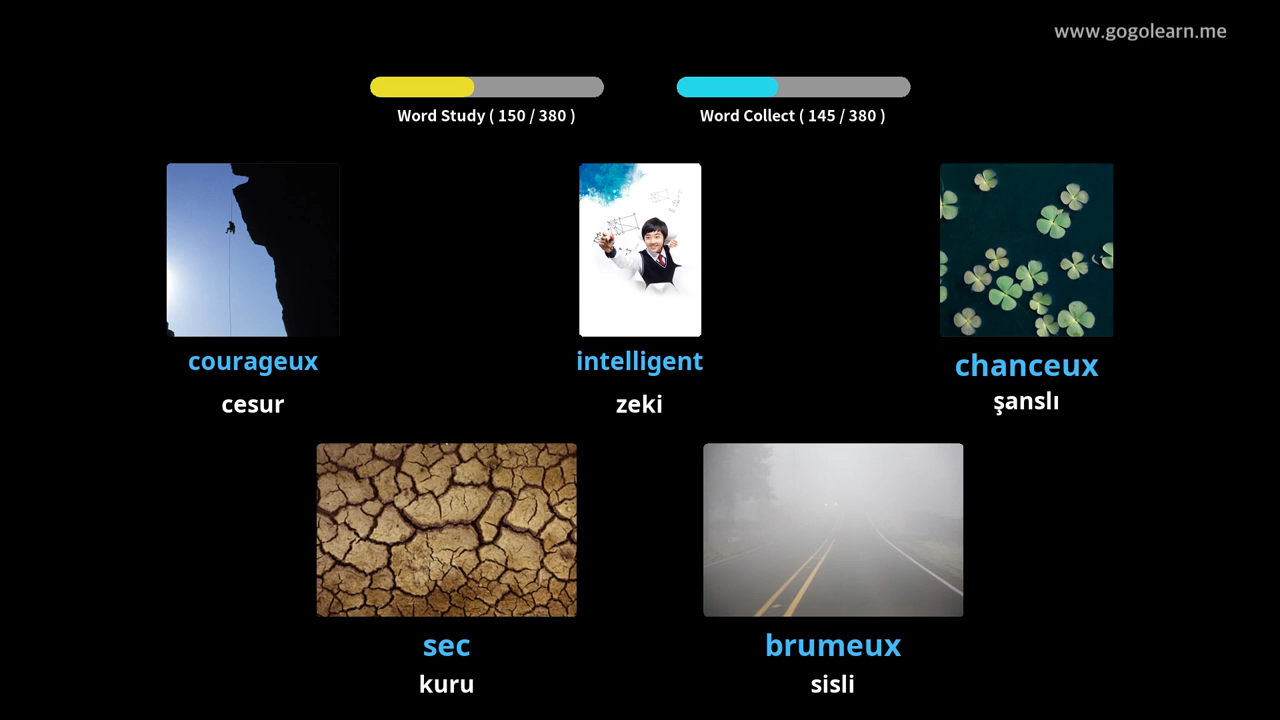 www.gogolearn.me
Word Study ( 150 / 380 )
Word Collect ( 145 / 380 )
courageux
cesur
intelligent
zeki
chanceux
şanslı
sec
kuru
brumeux
sisli